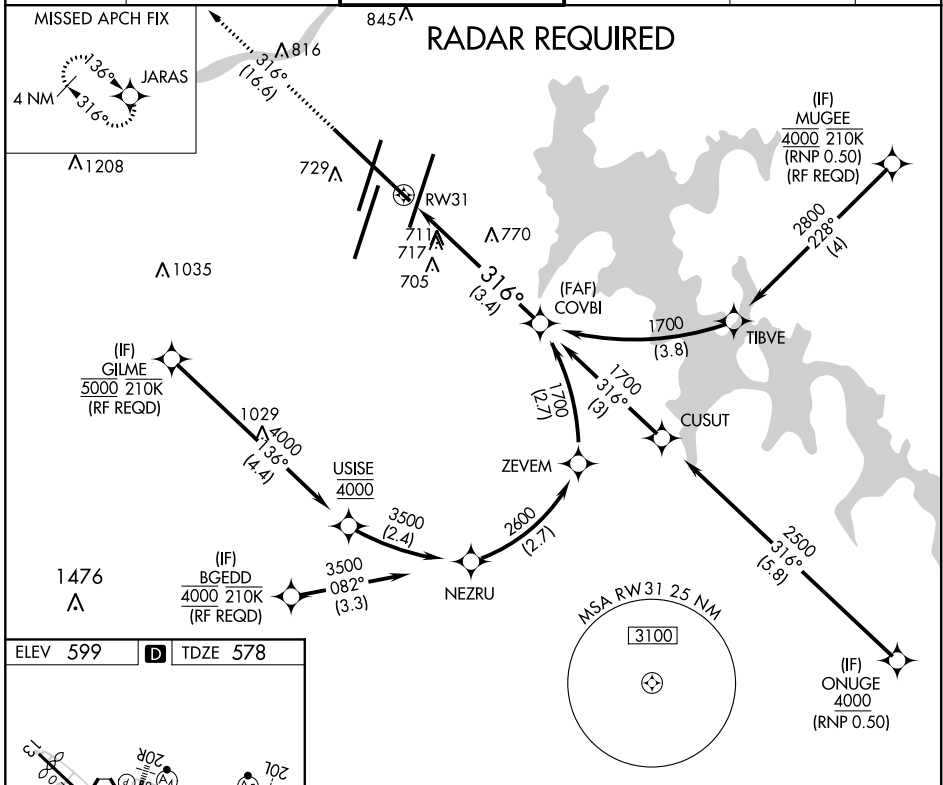 MISSED APCH FIX
136°
JARAS
4 NM
316°
845
RADAR REQUIRED
816
316°
(16.6)
1208
729
RW31
711
717
705
770
1035
316°
(3.4)
(FAF)
COVBI
(IF)
MUGEE
4000 210K
(RNP 0.50)
(RF REQD)
2800
228°
(4)
1700
(3.8)
TIBVE
(IF)
GILME
5000 210K
(RF REQD)
1029
4000
136°
(4.4)
1700
(2.7)
1700
316°
(3)
CUSUT
ZEVEM
USISE
4000
3500
(2.4)
2600
(2.7)
NEZRU
2500
316°
(5.8)
1476
(IF)
BGEDD
4000 210K
(RF REQD)
3500
082°
(3.3)
MSA RW31 25 NM
3100
(IF)
ONUGE
4000
(RNP 0.50)
ELEV 599
D
TDZE 578
13
20R
20L
P